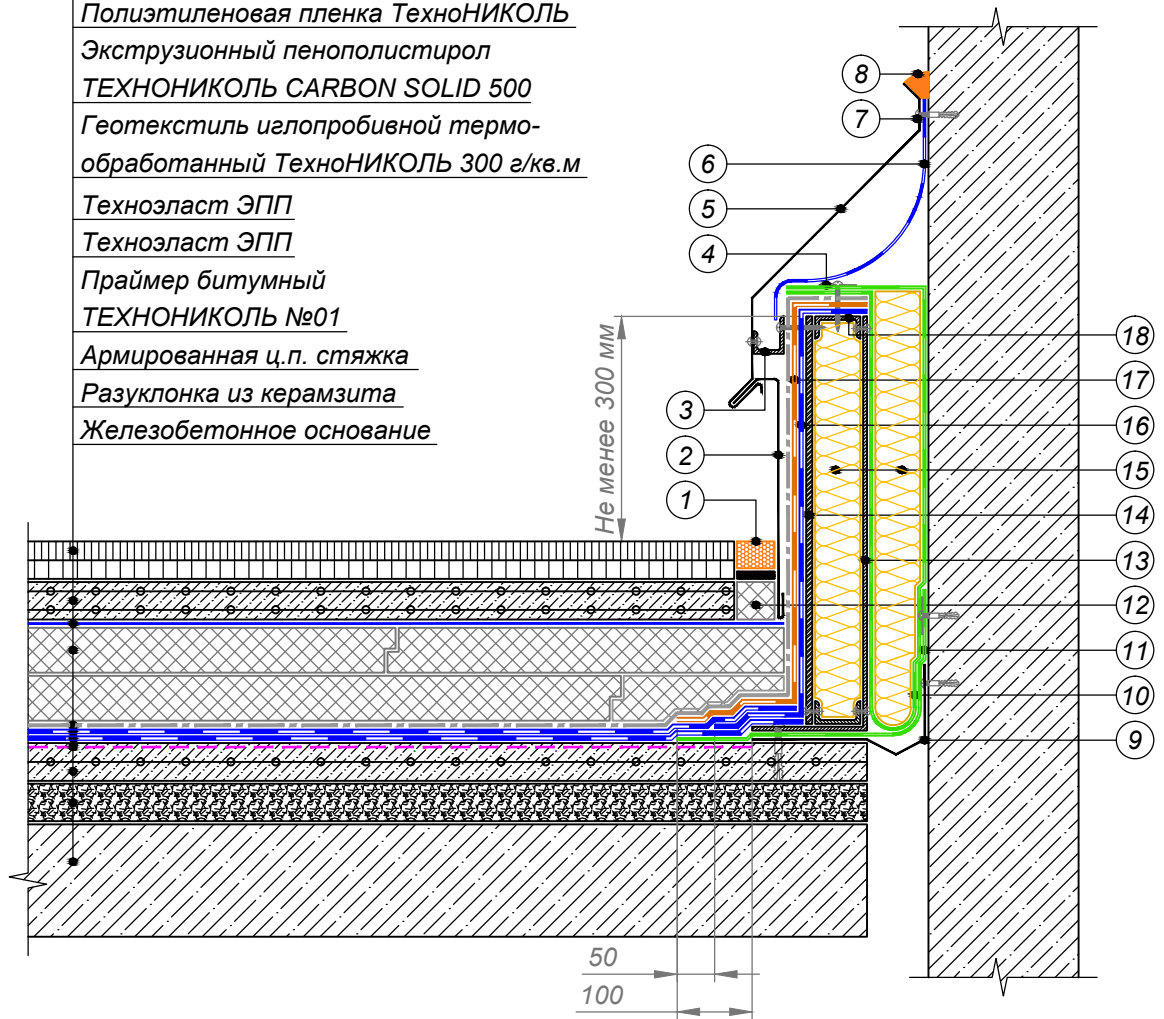 Полиэтиленовая пленка ТехноНИКОЛЬ
Экструзионный пенополистирол
ТЕХНОНИКОЛЬ CARBON SOLID 500
Геотекстиль иглопробивной термо-
обработанный ТехноНИКОЛЬ 300 г/кв.м
Техноэласт ЭПП
Техноэласт ЭПП
Праймер битумный
ТЕХНОНИКОЛЬ №01
Армированная ц.п. стяжка
Разуклонка из керамзита
Железобетонное основание
8
7
6
5
4
3
2
1
Не менее 300 мм
18
17
16
15
14
13
12
11
10
9
50
100